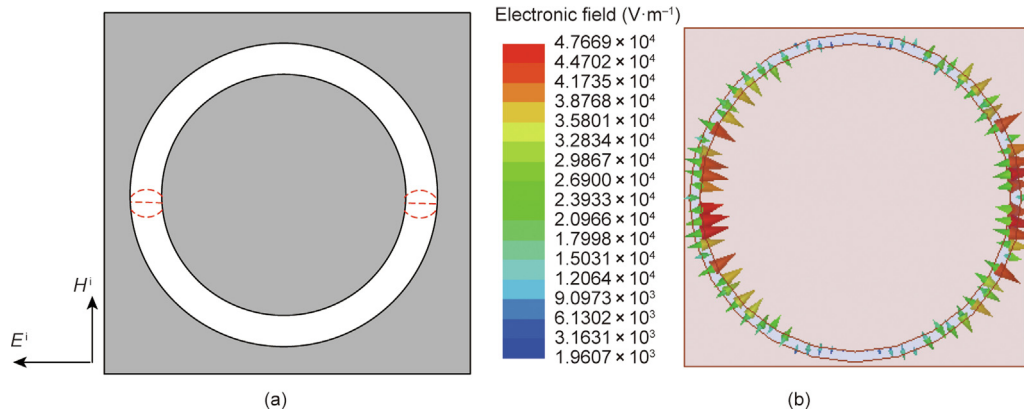 Electronic field (V·m⁻¹)
4.7669 × 10⁴
4.4702 × 10⁴
4.1735 × 10⁴
3.8768 × 10⁴
3.5801 × 10⁴
3.2834 × 10⁴
2.9867 × 10⁴
2.6900 × 10⁴
2.3933 × 10⁴
2.0966 × 10⁴
1.7998 × 10⁴
1.5031 × 10⁴
1.2064 × 10⁴
9.0973 × 10³
6.1302 × 10³
3.1631 × 10³
1.9607 × 10³
Hⁱ
Eⁱ
(a)
(b)